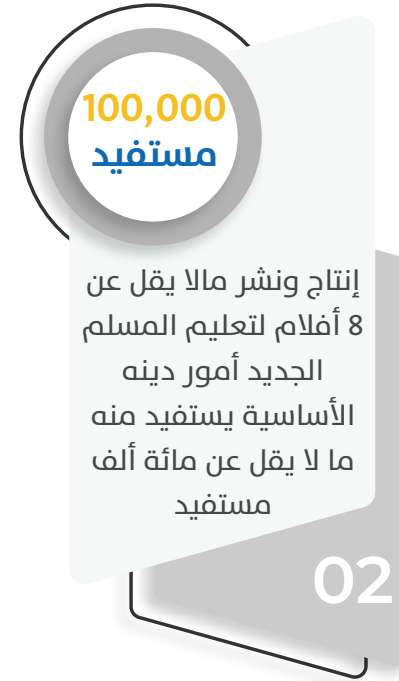 100,000
مستفيد
إنتاج ونشر مالا يقل عن
8 أفلام لتعليم المسلم
الجديد أمور دينه
الأساسية يستفيد منه
ما لا يقل عن مائة ألف
مستفيد
02